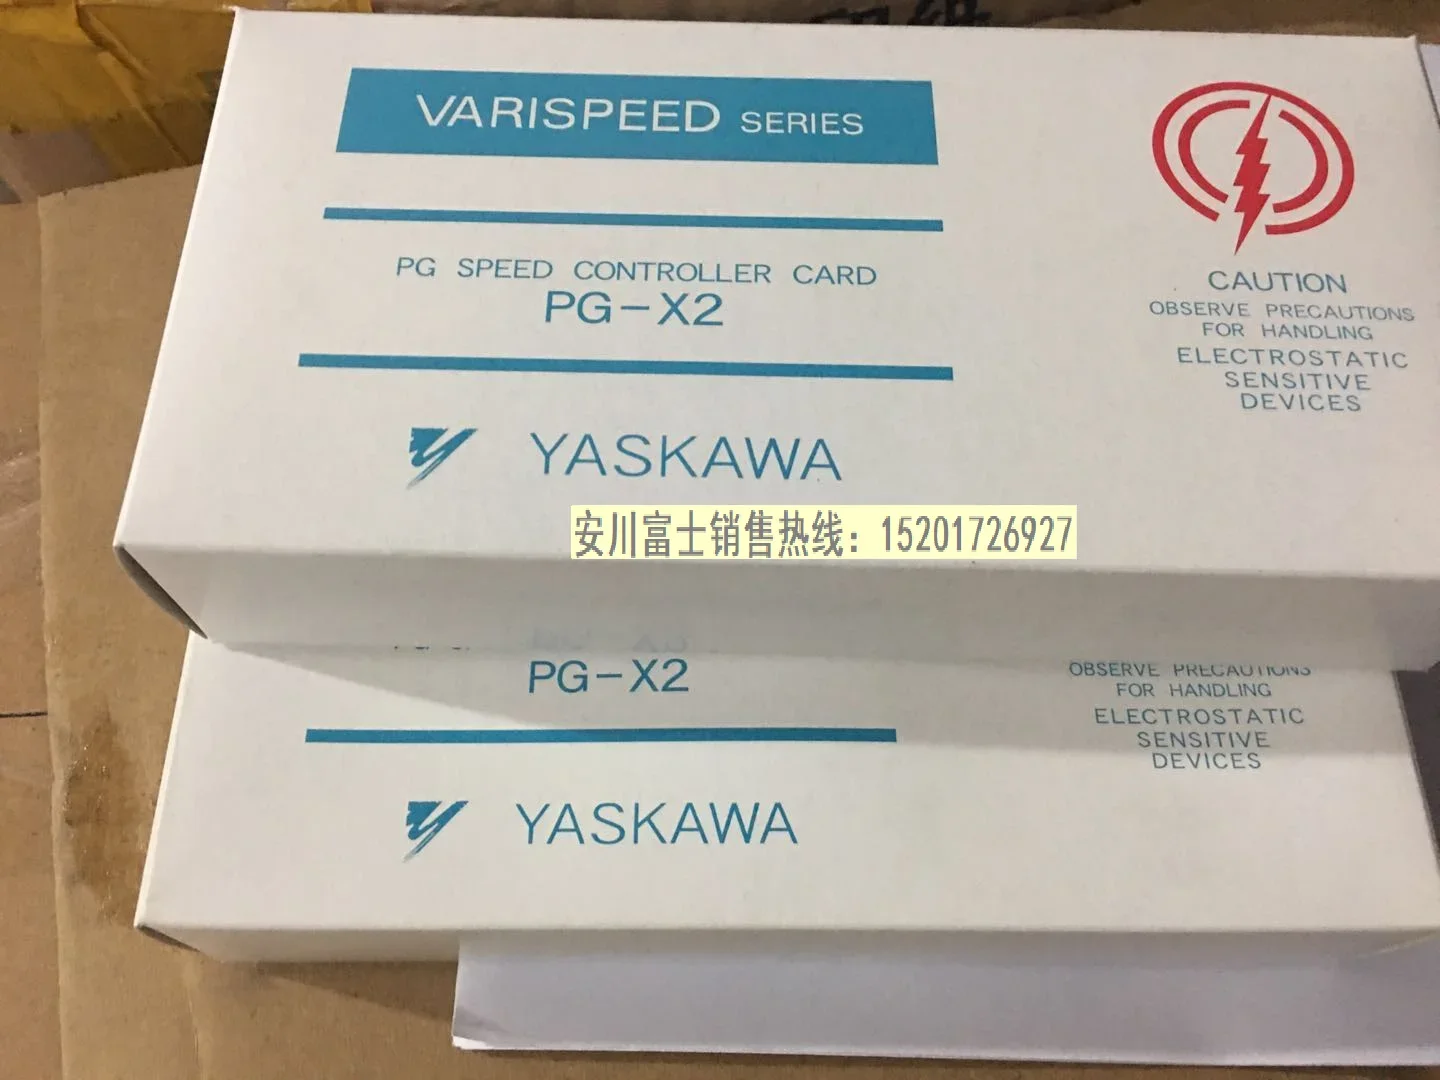 VARISPEED SERIES
PG SPEED CONTROLLER CARD
PG-X2
YASKAWA
CAUTION
OBSERVE PRECAUTIONS
FOR HANDLING
ELECTROSTATIC
SENSITIVE
DEVICES
安川富士销售热线：15201726927
PG-X2
YASKAWA
OBSERVE PRECAUTIONS
FOR HANDLING
ELECTROSTATIC
SENSITIVE
DEVICES